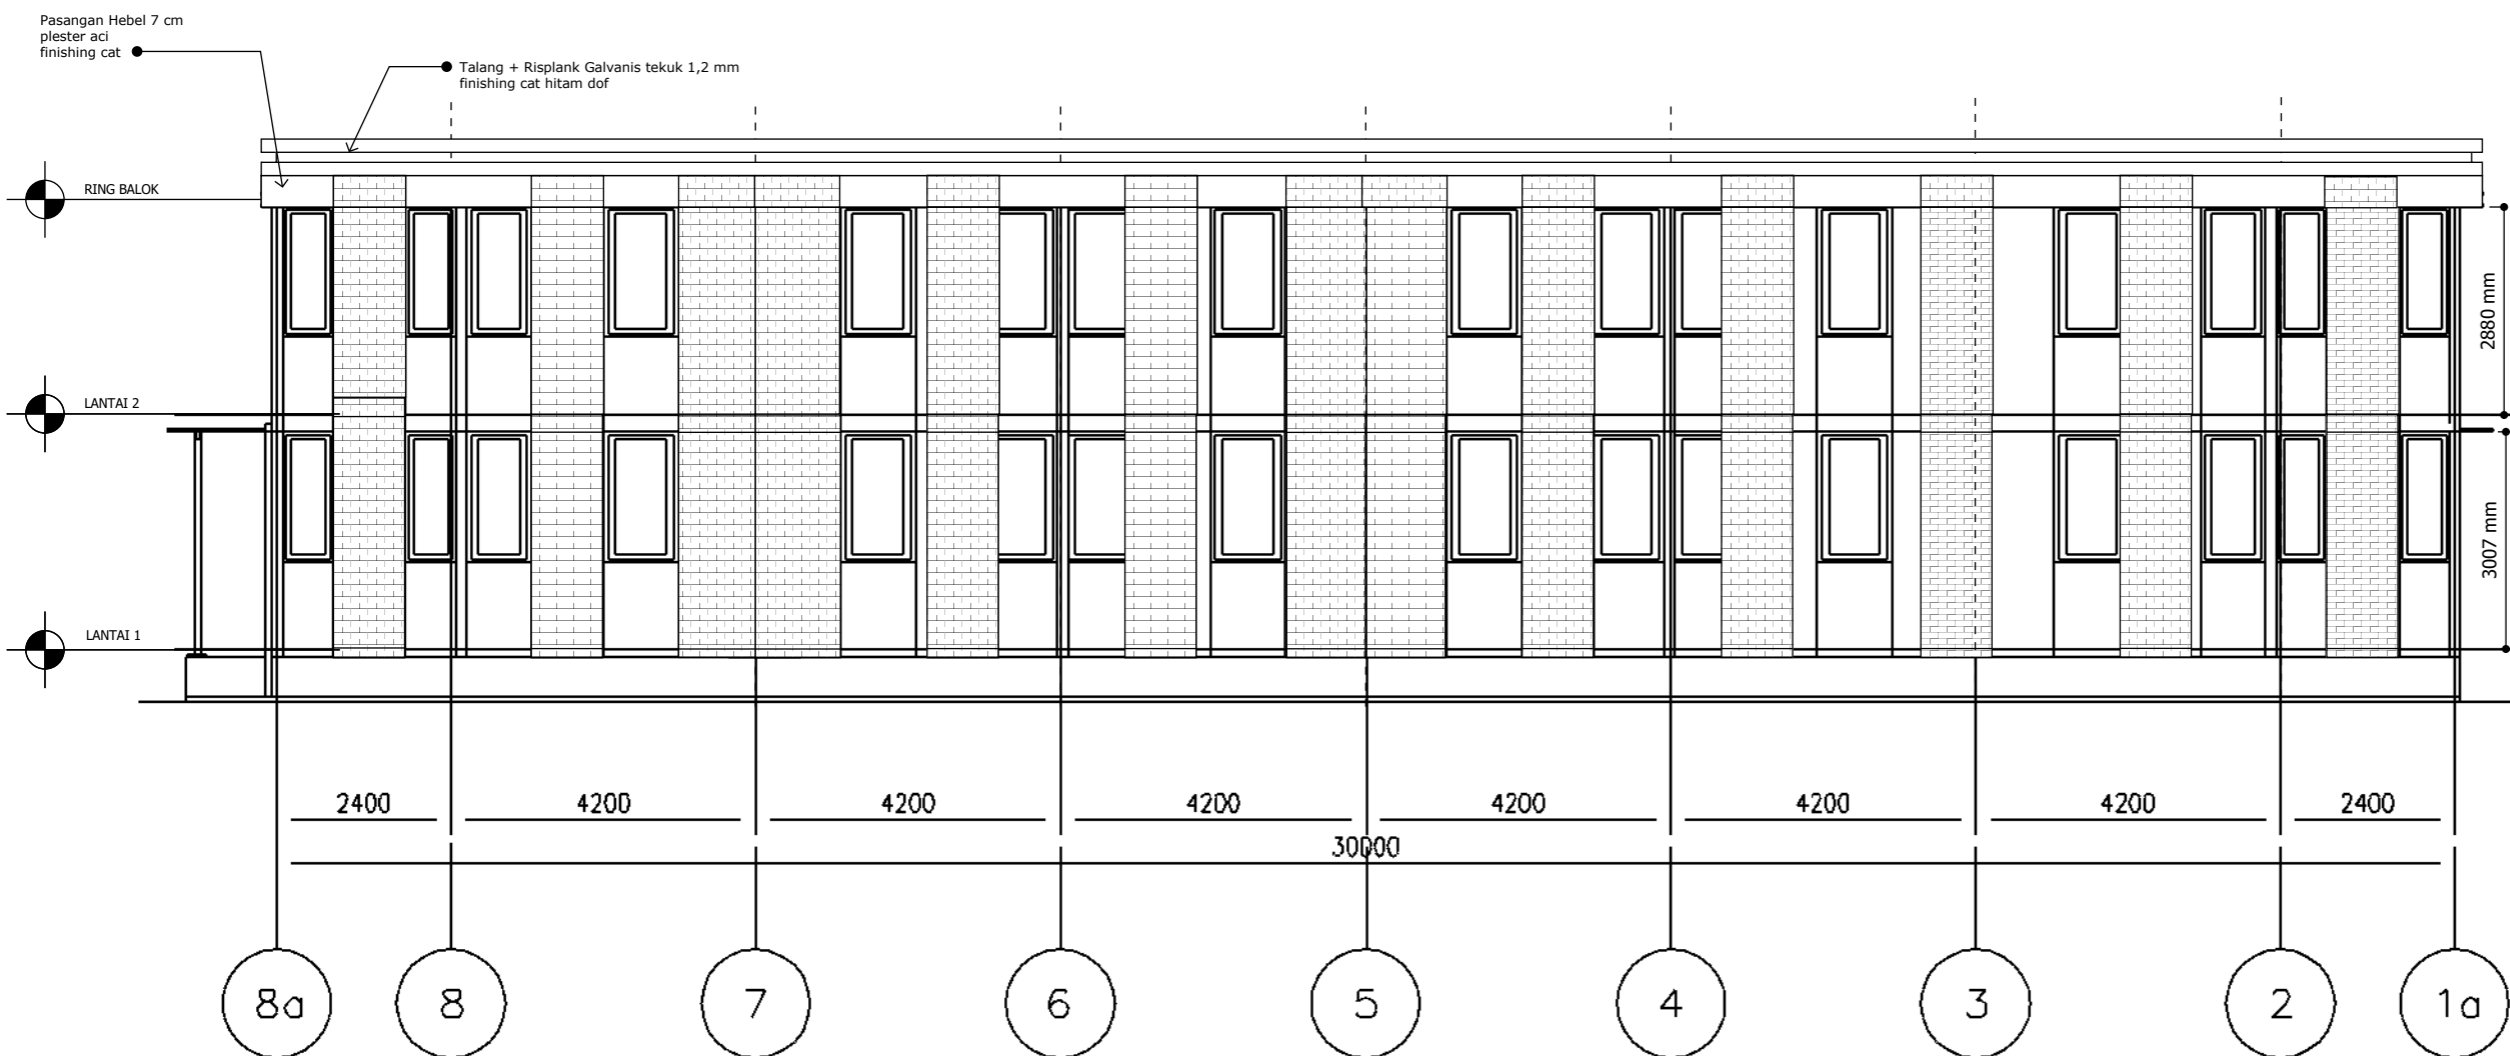 Pasangan Hebel 7 cm
plester aci
finishing cat
Talang + Risplank Galvanis tekuk 1,2 mm
finishing cat hitam dof
RING BALOK
2880 mm
LANTAI 2
3007 mm
LANTAI 1
2400 4200 4200 4200 4200 4200 4200 2400
30000
8a 8 7 6 5 4 3 2 1a